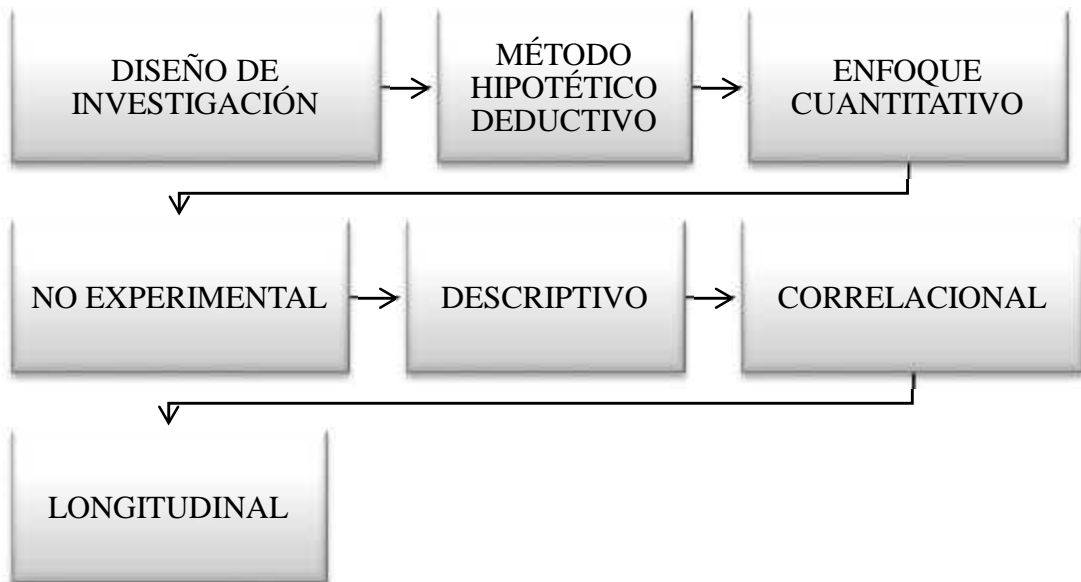 DISEÑO DE
INVESTIGACIÓN
MÉTODO
HIPOTÉTICO
DEDUCTIVO
ENFOQUE
CUANTITATIVO
NO EXPERIMENTAL
DESCRIPTIVO
CORRELACIONAL
LONGITUDINAL